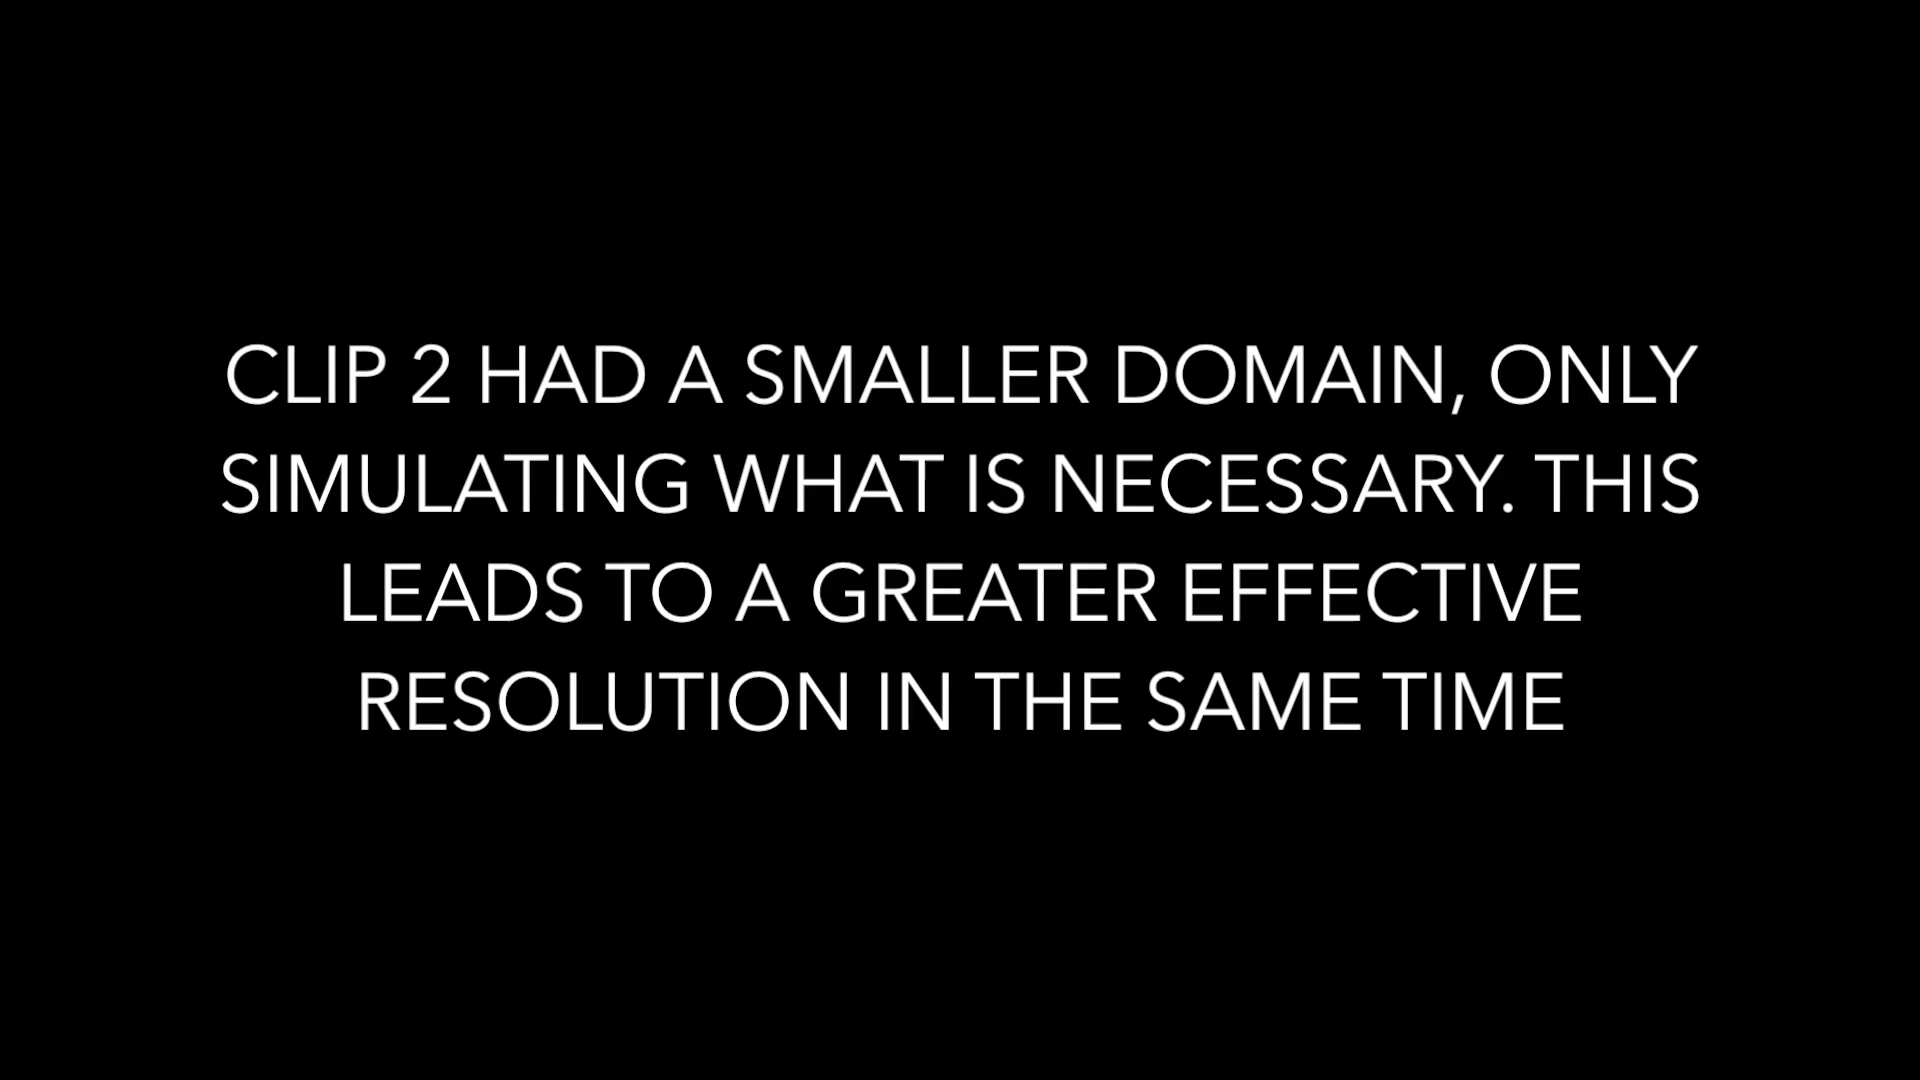 CLIP 2 HAD A SMALLER DOMAIN, ONLY
SIMULATING WHAT IS NECESSARY. THIS
LEADS TO A GREATER EFFECTIVE
RESOLUTION IN THE SAME TIME